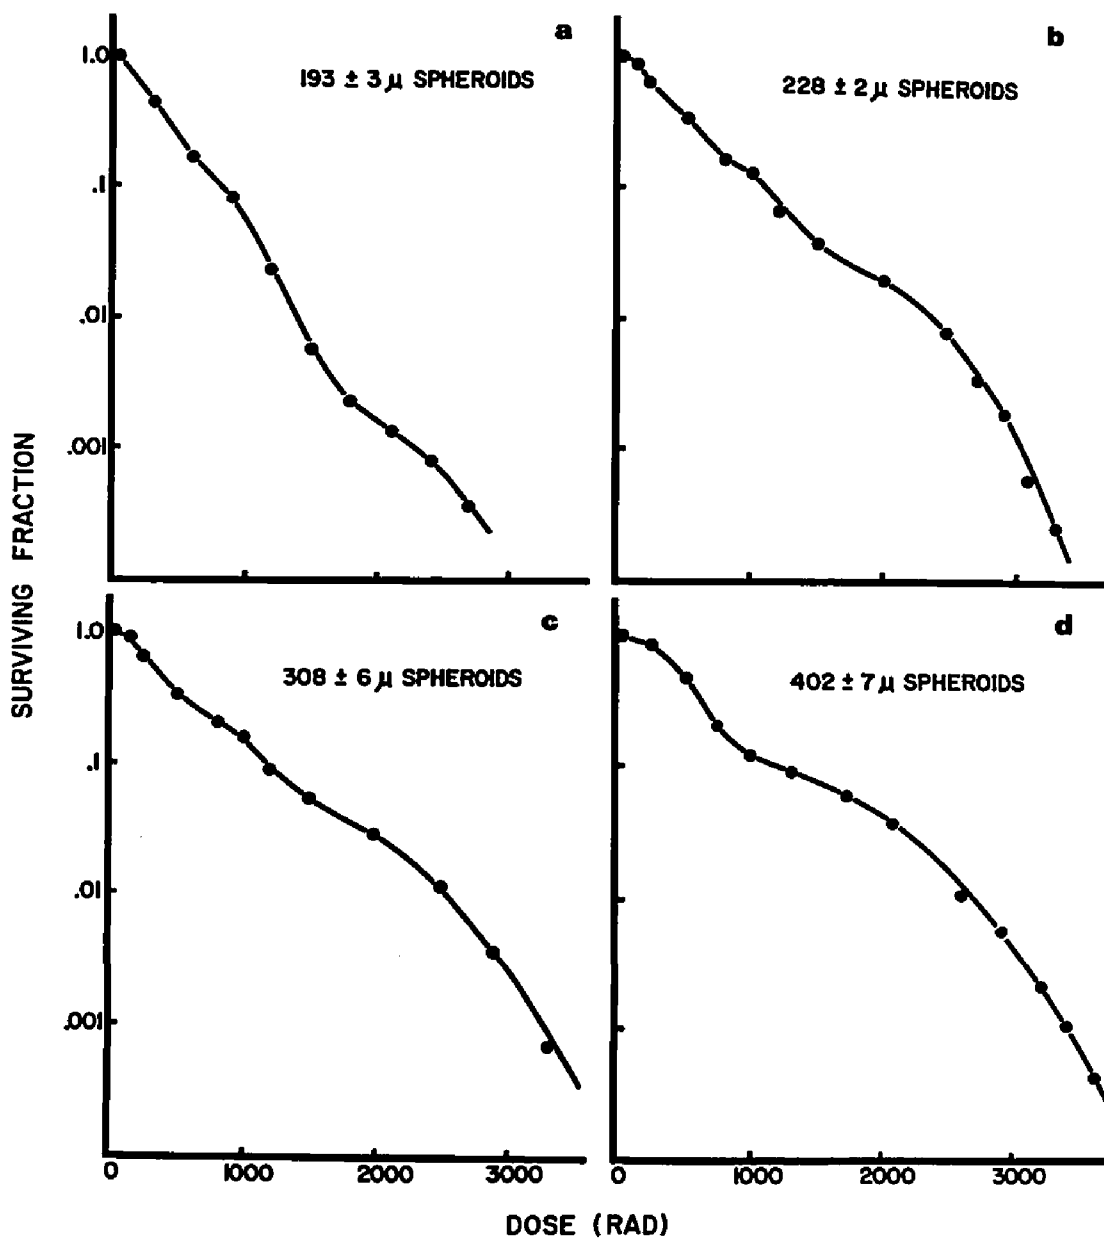 a
193 ± 3 µ SPHEROIDS
1.0
.1
.01
.001
b
228 ± 2 µ SPHEROIDS
c
308 ± 6 µ SPHEROIDS
1.0
.1
.01
.001
0 1000 2000 3000
d
402 ± 7 µ SPHEROIDS
0 1000 2000 3000
SURVIVING FRACTION
DOSE (RAD)